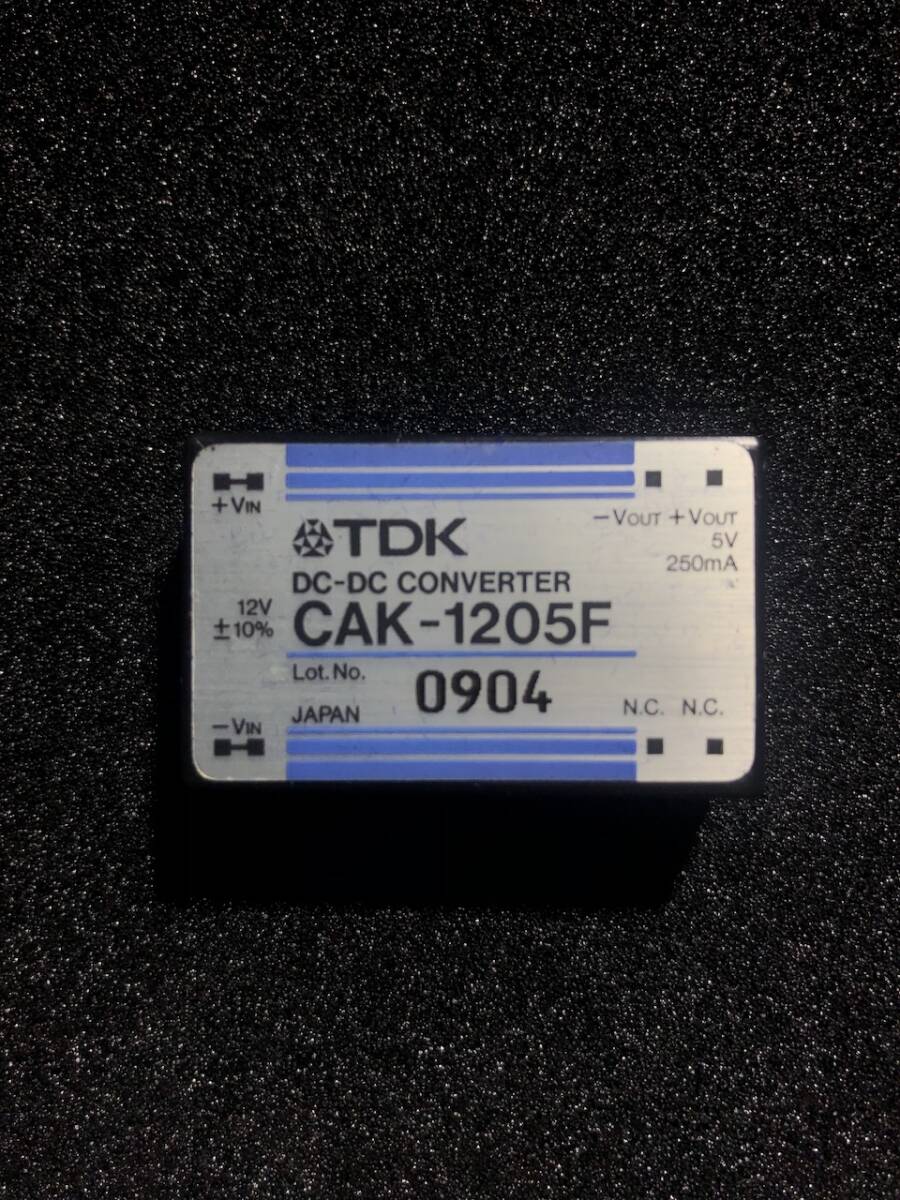 +VIN
−VOUT +VOUT
5V
250mA
TDK
DC-DC CONVERTER
CAK-1205F
12V
±10%
Lot.No. 0904
JAPAN
N.C. N.C.
−VIN